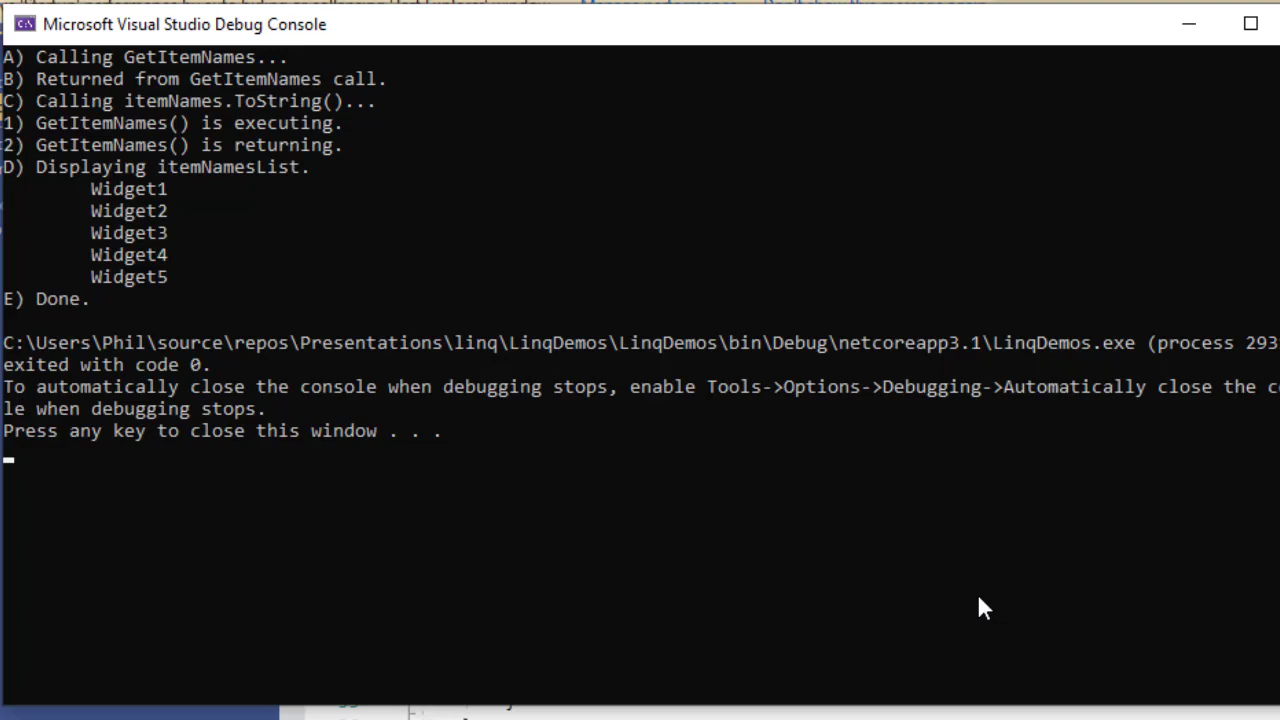 Microsoft Visual Studio Debug Console
A) Calling GetItemNames...
B) Returned from GetItemNames call.
C) Calling itemNames.ToString()...
1) GetItemNames() is executing.
2) GetItemNames() is returning.
D) Displaying itemNamesList.
Widget1
Widget2
Widget3
Widget4
Widget5
E) Done.
C:\Users\Phil\source\repos\Presentations\linq\LinqDemos\LinqDemos\bin\Debug\netcoreapp3.1\LinqDemos.exe (process 293
exited with code 0.
To automatically close the console when debugging stops, enable Tools->Options->Debugging->Automatically close the co
le when debugging stops.
Press any key to close this window . . .